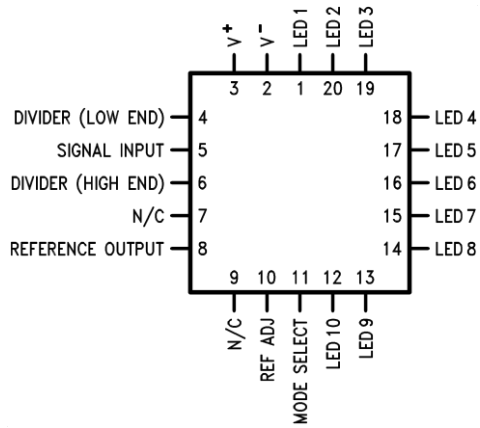 V+
V-
LED 1
LED 2
LED 3
3 2 1 20 19
DIVIDER (LOW END) 4
18 LED 4
SIGNAL INPUT 5
17 LED 5
DIVIDER (HIGH END) 6
16 LED 6
N/C 7
15 LED 7
REFERENCE OUTPUT 8
14 LED 8
9 10 11 12 13
N/C
REF ADJ
MODE SELECT
LED 10
LED 9